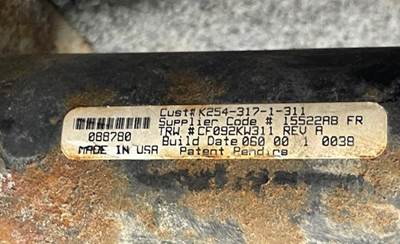 Cust# K254-317-1-311
Supplier Code # 15522AB FR
TRW # CF092KW311 REV A
Build Date 060 00 1 0038
Patent Pending
088780
MADE IN USA